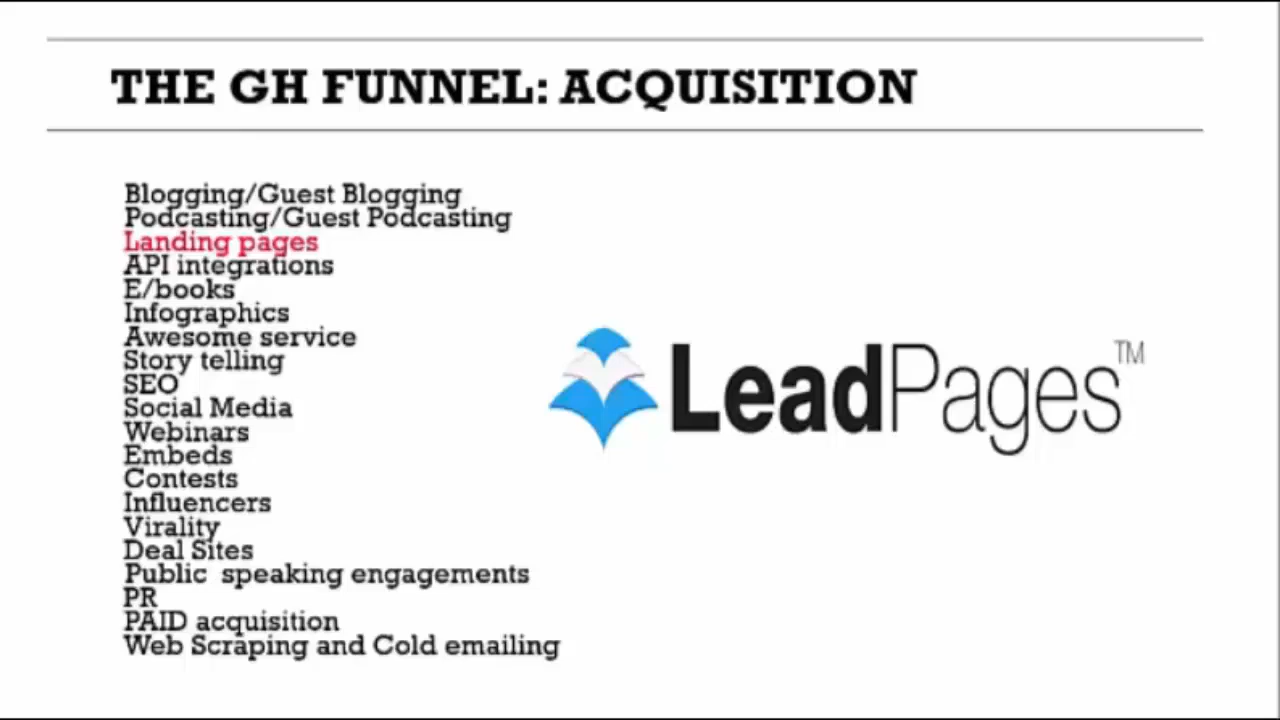 THE GH FUNNEL: ACQUISITION
Blogging/Guest Blogging
Podcasting/Guest Podcasting
Landing pages
API integrations
E/books
Infographics
Awesome service
Story telling
SEO
Social Media
Webinars
Embeds
Contests
Influencers
Virality
Deal Sites
Public speaking engagements
PR
PAID acquisition
Web Scraping and Cold emailing
LeadPages™